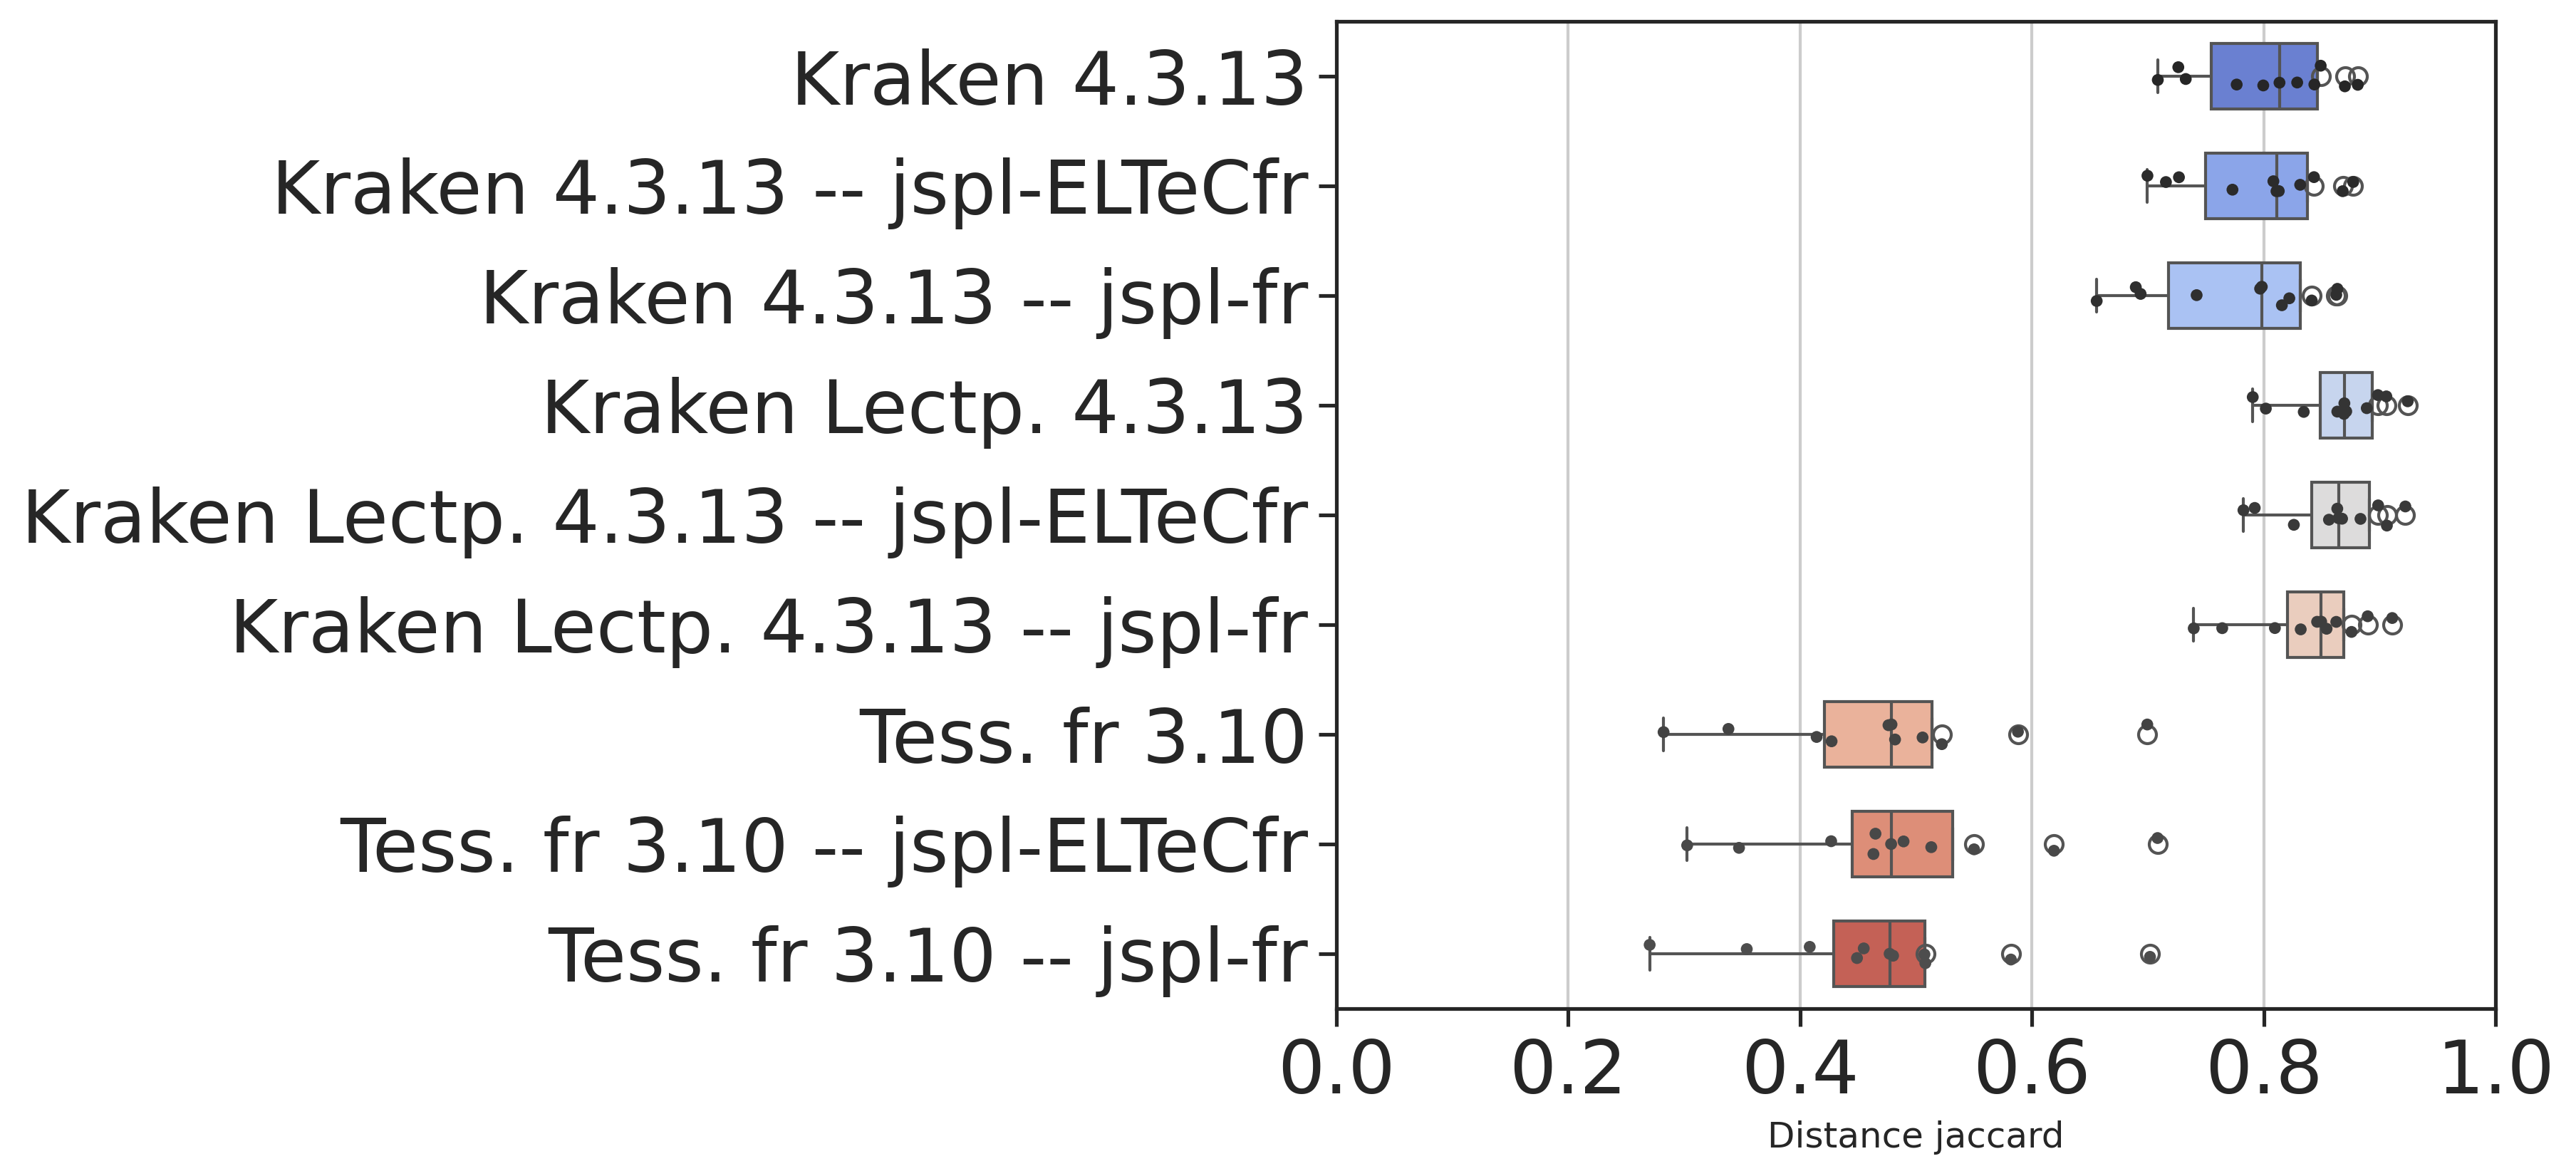 Kraken 4.3.13
Kraken 4.3.13 -- jspl-ELTeCfr
Kraken 4.3.13 -- jspl-fr
Kraken Lectp. 4.3.13
Kraken Lectp. 4.3.13 -- jspl-ELTeCfr
Kraken Lectp. 4.3.13 -- jspl-fr
Tess. fr 3.10
Tess. fr 3.10 -- jspl-ELTeCfr
Tess. fr 3.10 -- jspl-fr
0.0 0.2 0.4 0.6 0.8 1.0
Distance jaccard